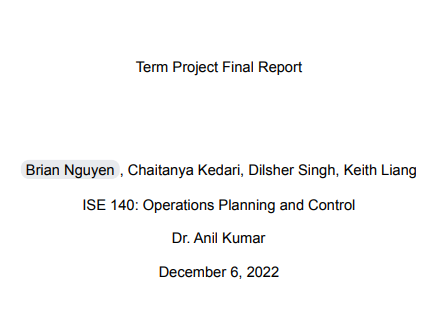 Term Project Final Report
Brian Nguyen , Chaitanya Kedari, Dilsher Singh, Keith Liang
ISE 140: Operations Planning and Control
Dr. Anil Kumar
December 6, 2022